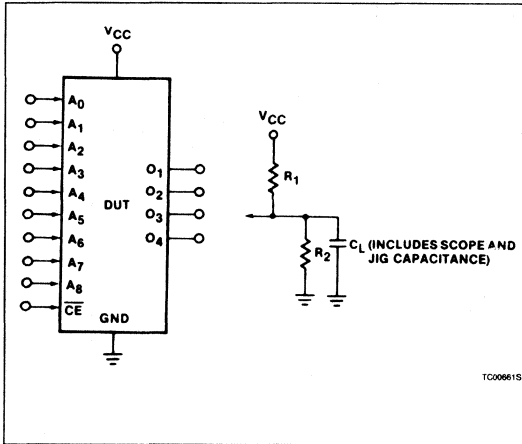 VCC
A0
A1
A2
A3
A4
A5
A6
A7
A8
CE
DUT
O1
O2
O3
O4
GND
VCC
R1
R2
CL (INCLUDES SCOPE AND
JIG CAPACITANCE)
TC00661S